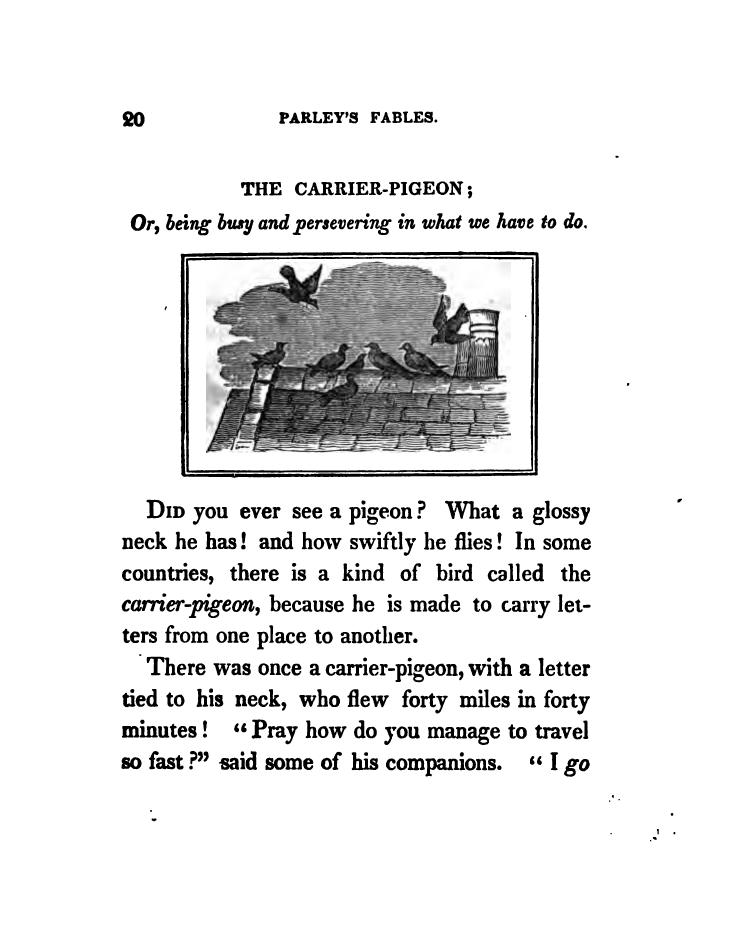 20 PARLEY'S FABLES.
THE CARRIER-PIGEON;
Or, being busy and persevering in what we have to do.
DID you ever see a pigeon? What a glossy
neck he has! and how swiftly he flies! In some
countries, there is a kind of bird called the
carrier-pigeon, because he is made to carry let-
ters from one place to another.
There was once a carrier-pigeon, with a letter
tied to his neck, who flew forty miles in forty
minutes! "Pray how do you manage to travel
so fast?" said some of his companions. "I go